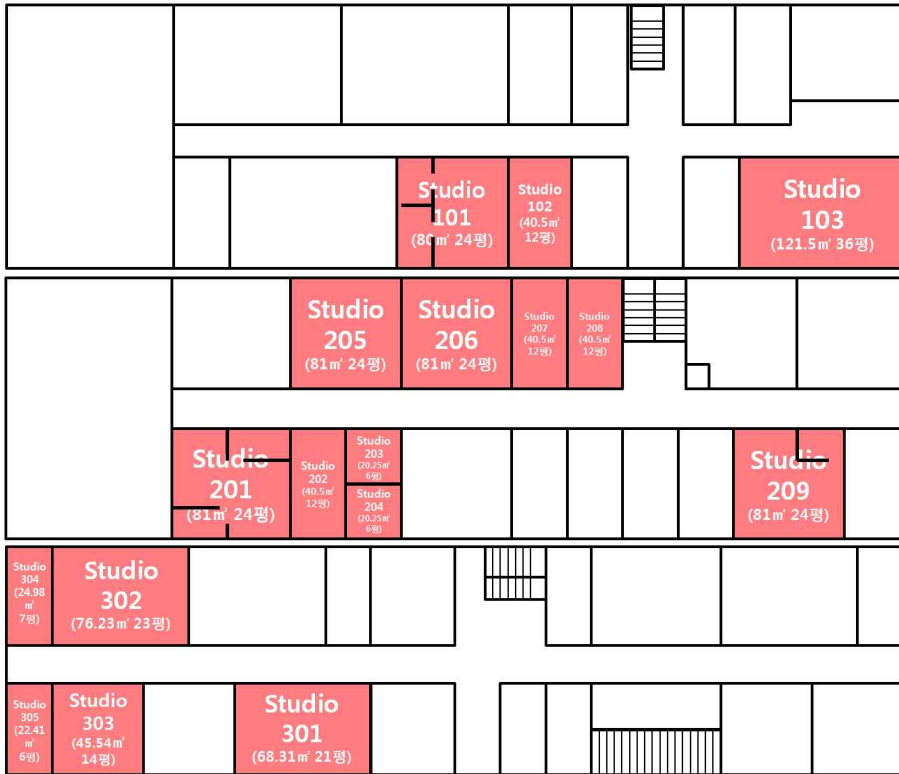 Studio
101
(80㎡ 24평)
Studio
102
(40.5㎡
12평)
Studio
103
(121.5㎡ 36평)
Studio
205
(81㎡ 24평)
Studio
206
(81㎡ 24평)
Studio
207
(40.5㎡
12평)
Studio
208
(40.5㎡
12평)
Studio
201
(81㎡ 24평)
Studio
202
(40.5㎡
12평)
Studio
203
(20.25㎡
6평)
Studio
204
(20.25㎡
6평)
Studio
209
(81㎡ 24평)
Studio
304
(24.98
㎡
7평)
Studio
302
(76.23㎡ 23평)
Studio
305
(22.41
㎡
6평)
Studio
303
(45.54㎡
14평)
Studio
301
(68.31㎡ 21평)